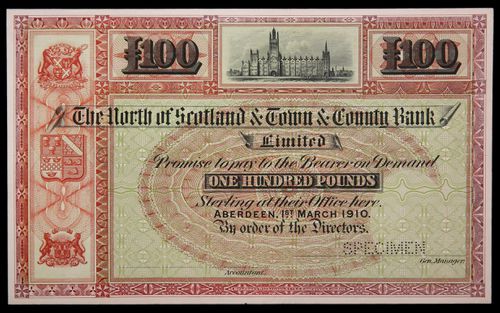 £100 £100
The North of Scotland & Town & County Bank
Limited
Promise to pay to the Bearer on Demand
ONE HUNDRED POUNDS
Sterling at their Office here.
ABERDEEN, 1ST MARCH 1910.
By order of the Directors.
SPECIMEN
Accountant. Gen. Manager.